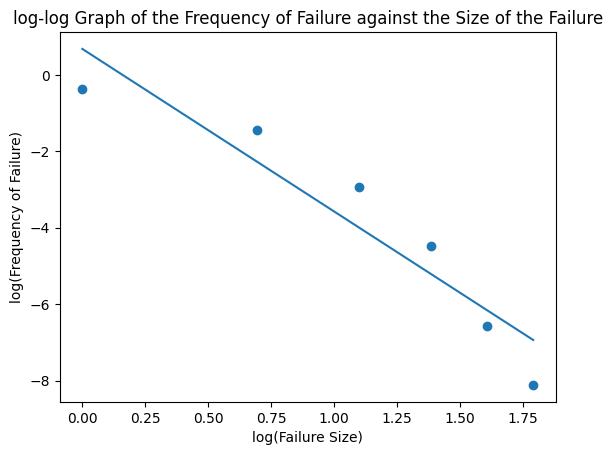 log-log Graph of the Frequency of Failure against the Size of the Failure
0
−2
−4
−6
−8
log(Frequency of Failure)
0.00 0.25 0.50 0.75 1.00 1.25 1.50 1.75
log(Failure Size)